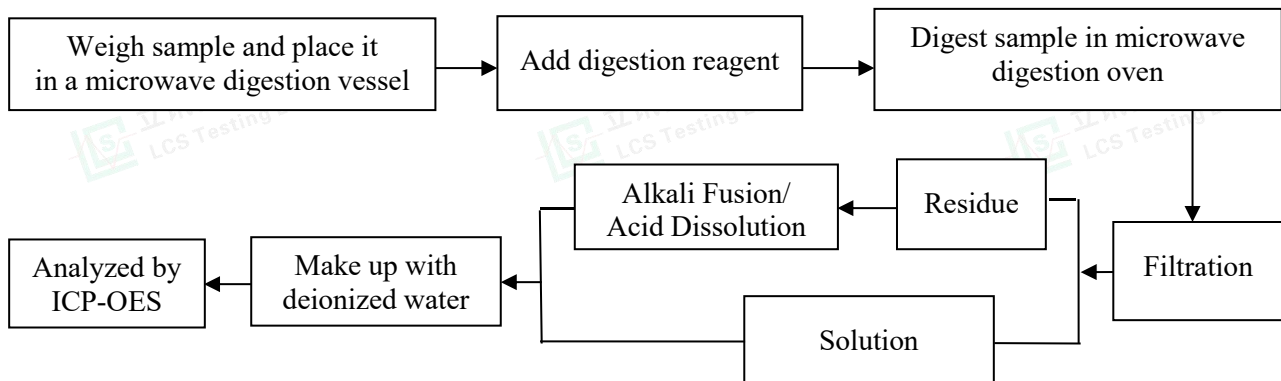 Weigh sample and place it
in a microwave digestion vessel
Add digestion reagent
Digest sample in microwave
digestion oven
LCS Testing
LCS Testing
LCS Testing
Alkali Fusion/
Acid Dissolution
Residue
Filtration
Analyzed by
ICP-OES
Make up with
deionized water
Solution